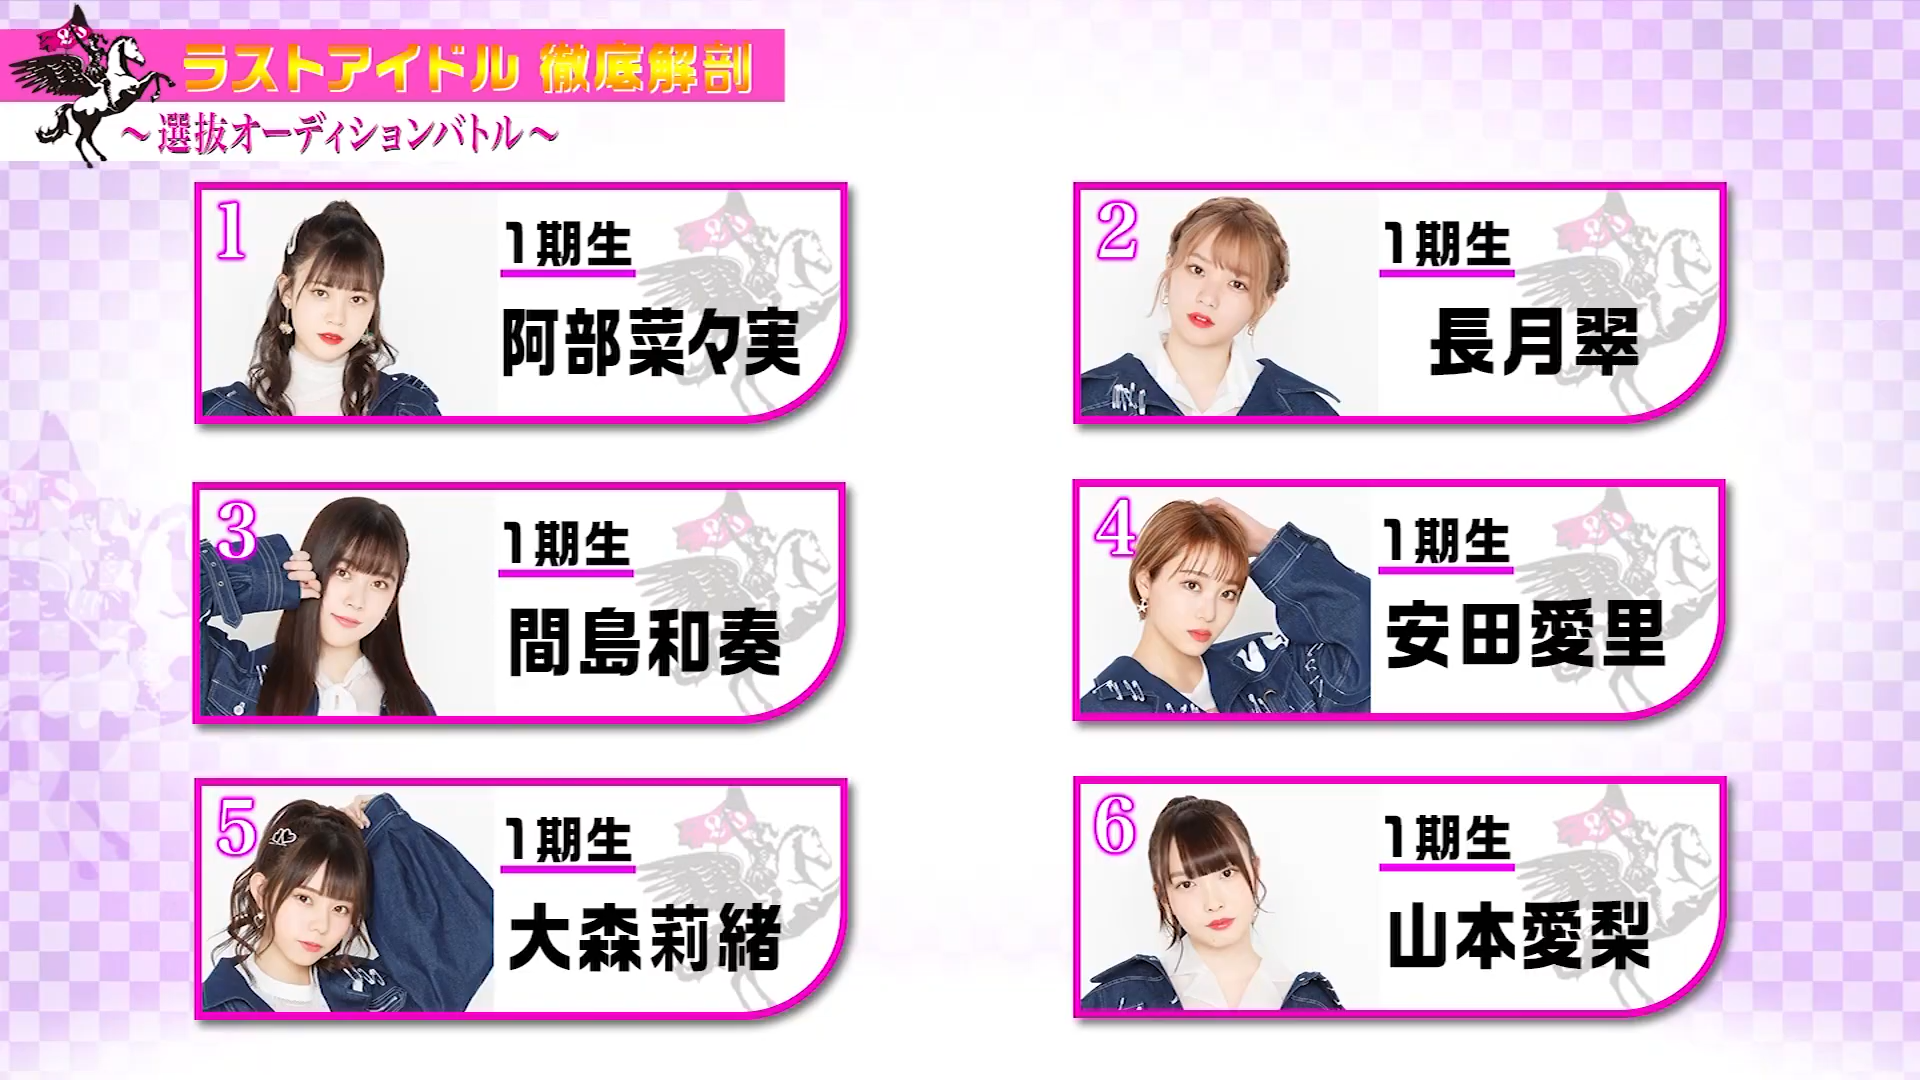 ラストアイドル 徹底解剖
～選抜オーディションバトル～
1
1期生
阿部菜々実
2
1期生
長月翠
3
1期生
間島和奏
4
1期生
安田愛里
5
1期生
大森莉緒
6
1期生
山本愛梨